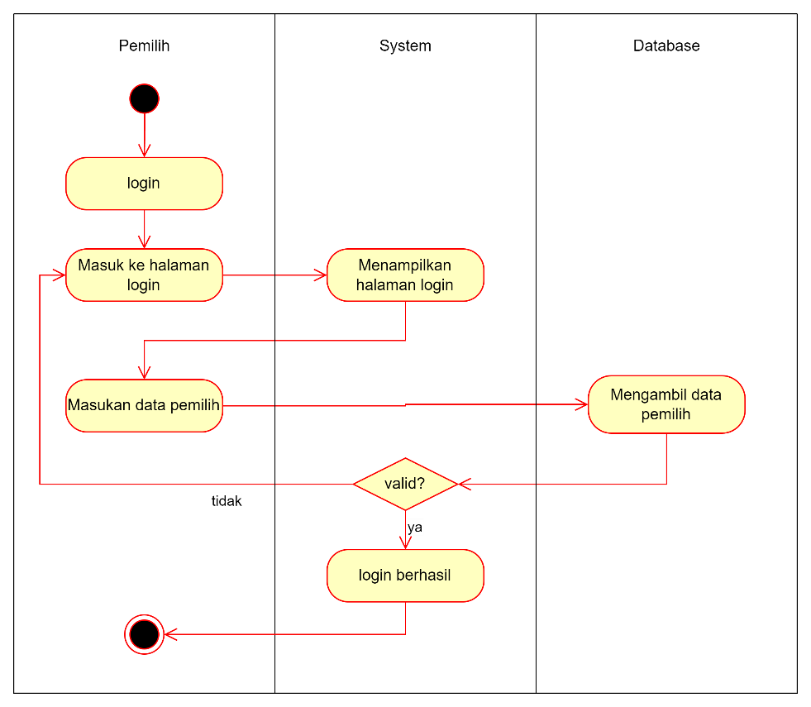 Pemilih
System
Database
login
Masuk ke halaman
login
Menampilkan
halaman login
Masukan data pemilih
Mengambil data
pemilih
valid?
tidak
ya
login berhasil